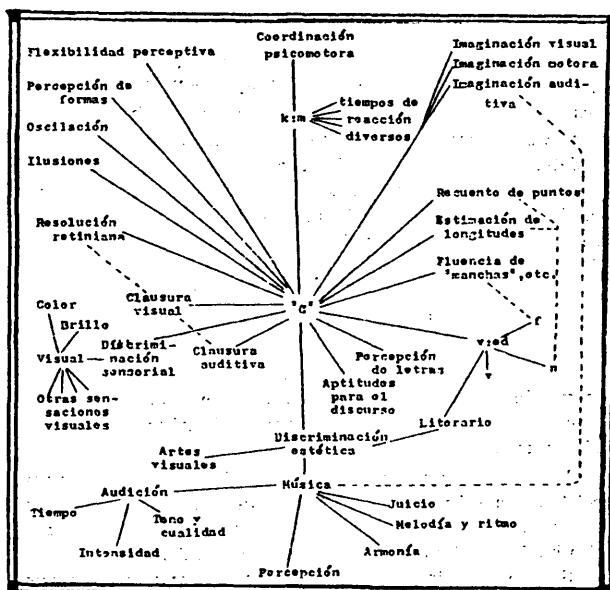 Coordinación
psicomotora
Flexibilidad perceptiva
Imaginación visual
Imaginación motora
Imaginación audi-
tiva
Percepción de
formas
k:m
tiempos de
reacción
diversos
Oscilación
Ilusiones
Recuento de puntos
Resolución
retiniana
Estimación de
longitudes
Fluencia de
"manchas", etc.
Clausura
visual
"G"
Color
Brillo
f
v:ed
Visual
Discrimi-
nación
sensorial
Clausura
auditiva
Percepción
de letras
v
n
Otras sen-
saciones
visuales
Aptitudes
para el
discurso
Literario
Discriminación
estética
Artes
visuales
Música
Audición
Juicio
Tiempo
Tono y
cualidad
Melodía y ritmo
Intensidad
Armonía
Percepción